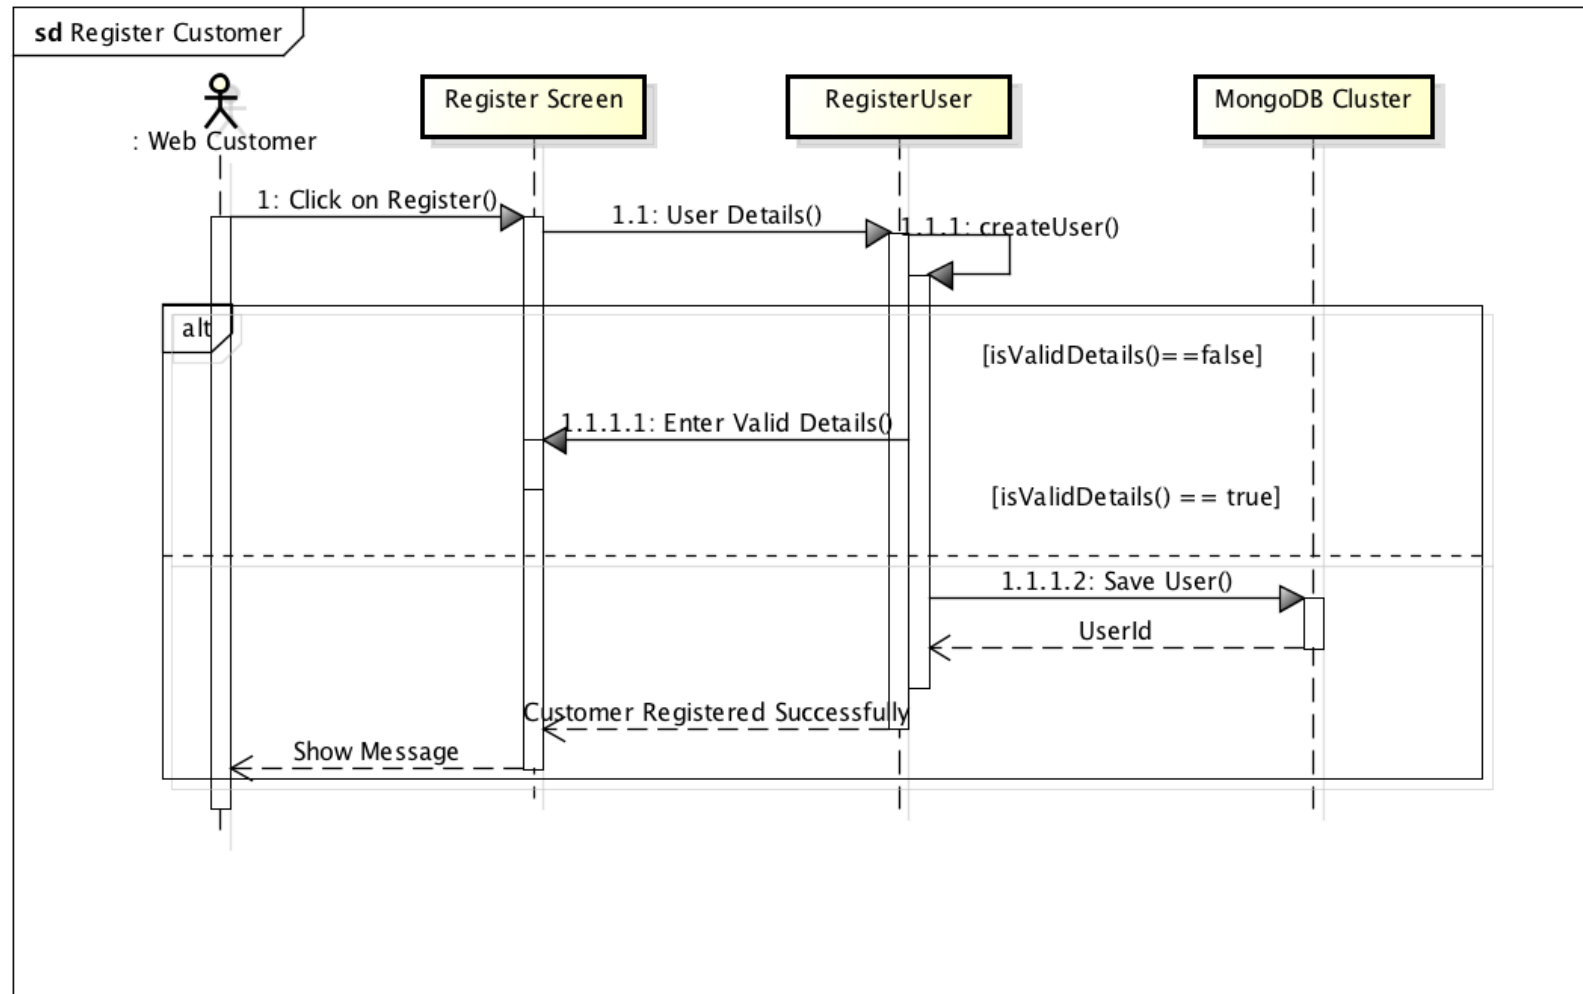 sd Register Customer
: Web Customer
Register Screen
RegisterUser
MongoDB Cluster
1: Click on Register()
1.1: User Details()
1.1.1: createUser()
alt
[isValidDetails()==false]
1.1.1.1: Enter Valid Details()
[isValidDetails() == true]
1.1.1.2: Save User()
UserId
Customer Registered Successfully
Show Message